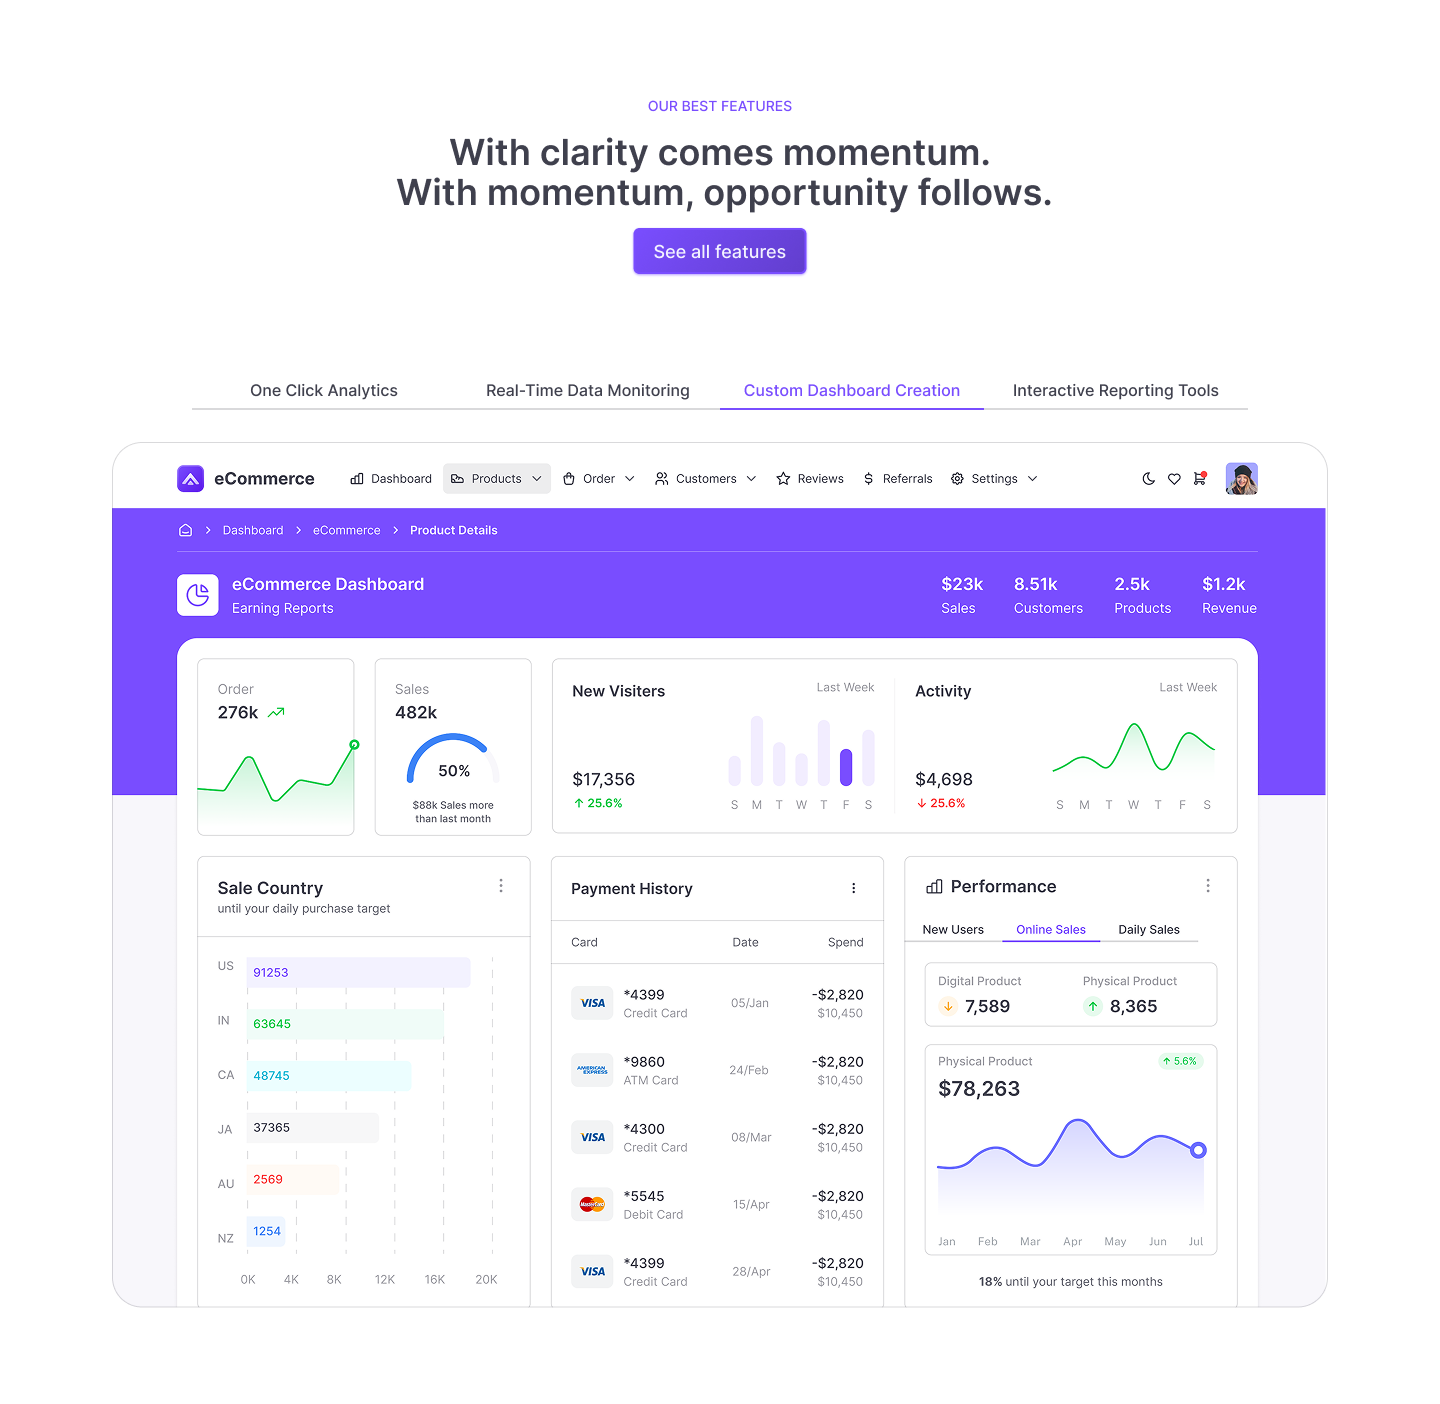 OUR BEST FEATURES
With clarity comes momentum.
With momentum, opportunity follows.
See all features
One Click Analytics
Real-Time Data Monitoring
Custom Dashboard Creation
Interactive Reporting Tools
eCommerce
Dashboard
Products
Order
Customers
Reviews
Referrals
Settings
Dashboard
eCommerce
Product Details
eCommerce Dashboard
Earning Reports
$23k
Sales
8.51k
Customers
2.5k
Products
$1.2k
Revenue
Order
276k
Sales
482k
50%
$88k Sales more
than last month
New Visiters
Last Week
$17,356
25.6%
S M T W T F S
Activity
Last Week
$4,698
25.6%
S M T W T F S
Sale Country
until your daily purchase target
US 91253
IN 63645
CA 48745
JA 37365
AU 2569
NZ 1254
0K 4K 8K 12K 16K 20K
Payment History
Card Date Spend
VISA *4399 05/Jan -$2,820
Credit Card $10,450
AMERICAN EXPRESS *9860 24/Feb -$2,820
ATM Card $10,450
VISA *4300 08/Mar -$2,820
Credit Card $10,450
MasterCard *5545 15/Apr -$2,820
Debit Card $10,450
VISA *4399 28/Apr -$2,820
Credit Card $10,450
Performance
New Users
Online Sales
Daily Sales
Digital Product
7,589
Physical Product
8,365
Physical Product
5.6%
$78,263
Jan Feb Mar Apr May Jun Jul
18% until your target this months